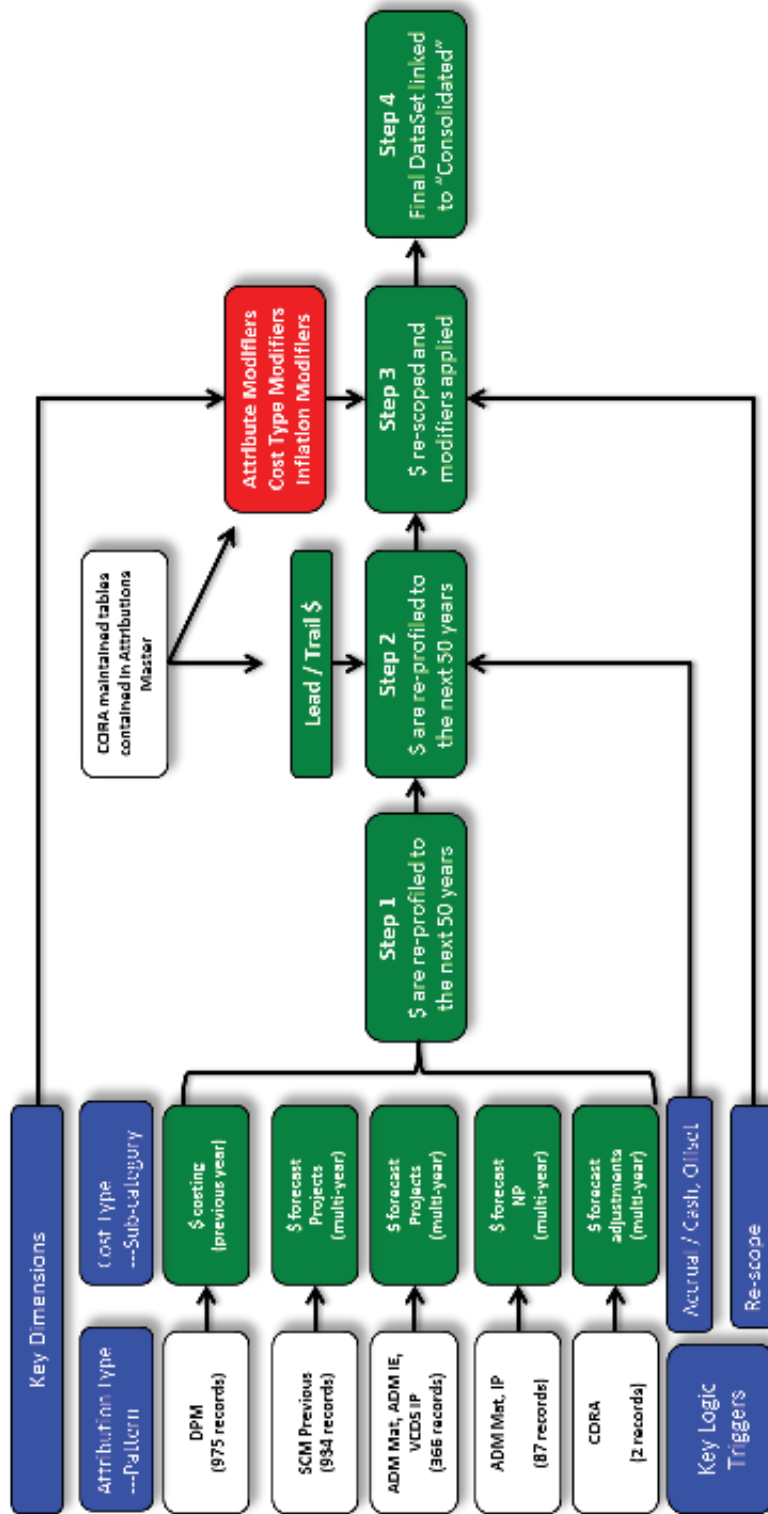 Key Dimensions
Attribution Type
---Pattern
Cost Type
---Sub-category
DPM
(975 records)
$ costing
(previous year)
SCM Previous
(934 records)
$ forecast
Projects
(multi-year)
ADM Mat, ADM IE,
VCDS IP
(366 records)
$ forecast
Projects
(multi-year)
ADM Mat, IP
(87 records)
$ forecast
NP
(multi-year)
CORA
(2 records)
$ forecast
adjustments
(multi-year)
Key Logic
Triggers
Accrual / Cash, Offset
Re-scope
Step 1
$ are re-profiled to
the next 50 years
CORA maintained tables
contained in Attributions
Master
Lead / Trail $
Step 2
$ are re-profiled to
the next 50 years
Attribute Modifiers
Cost Type Modifiers
Inflation Modifiers
Step 3
$ re-scoped and
modifiers applied
Step 4
Final DataSet linked
to "Consolidated"